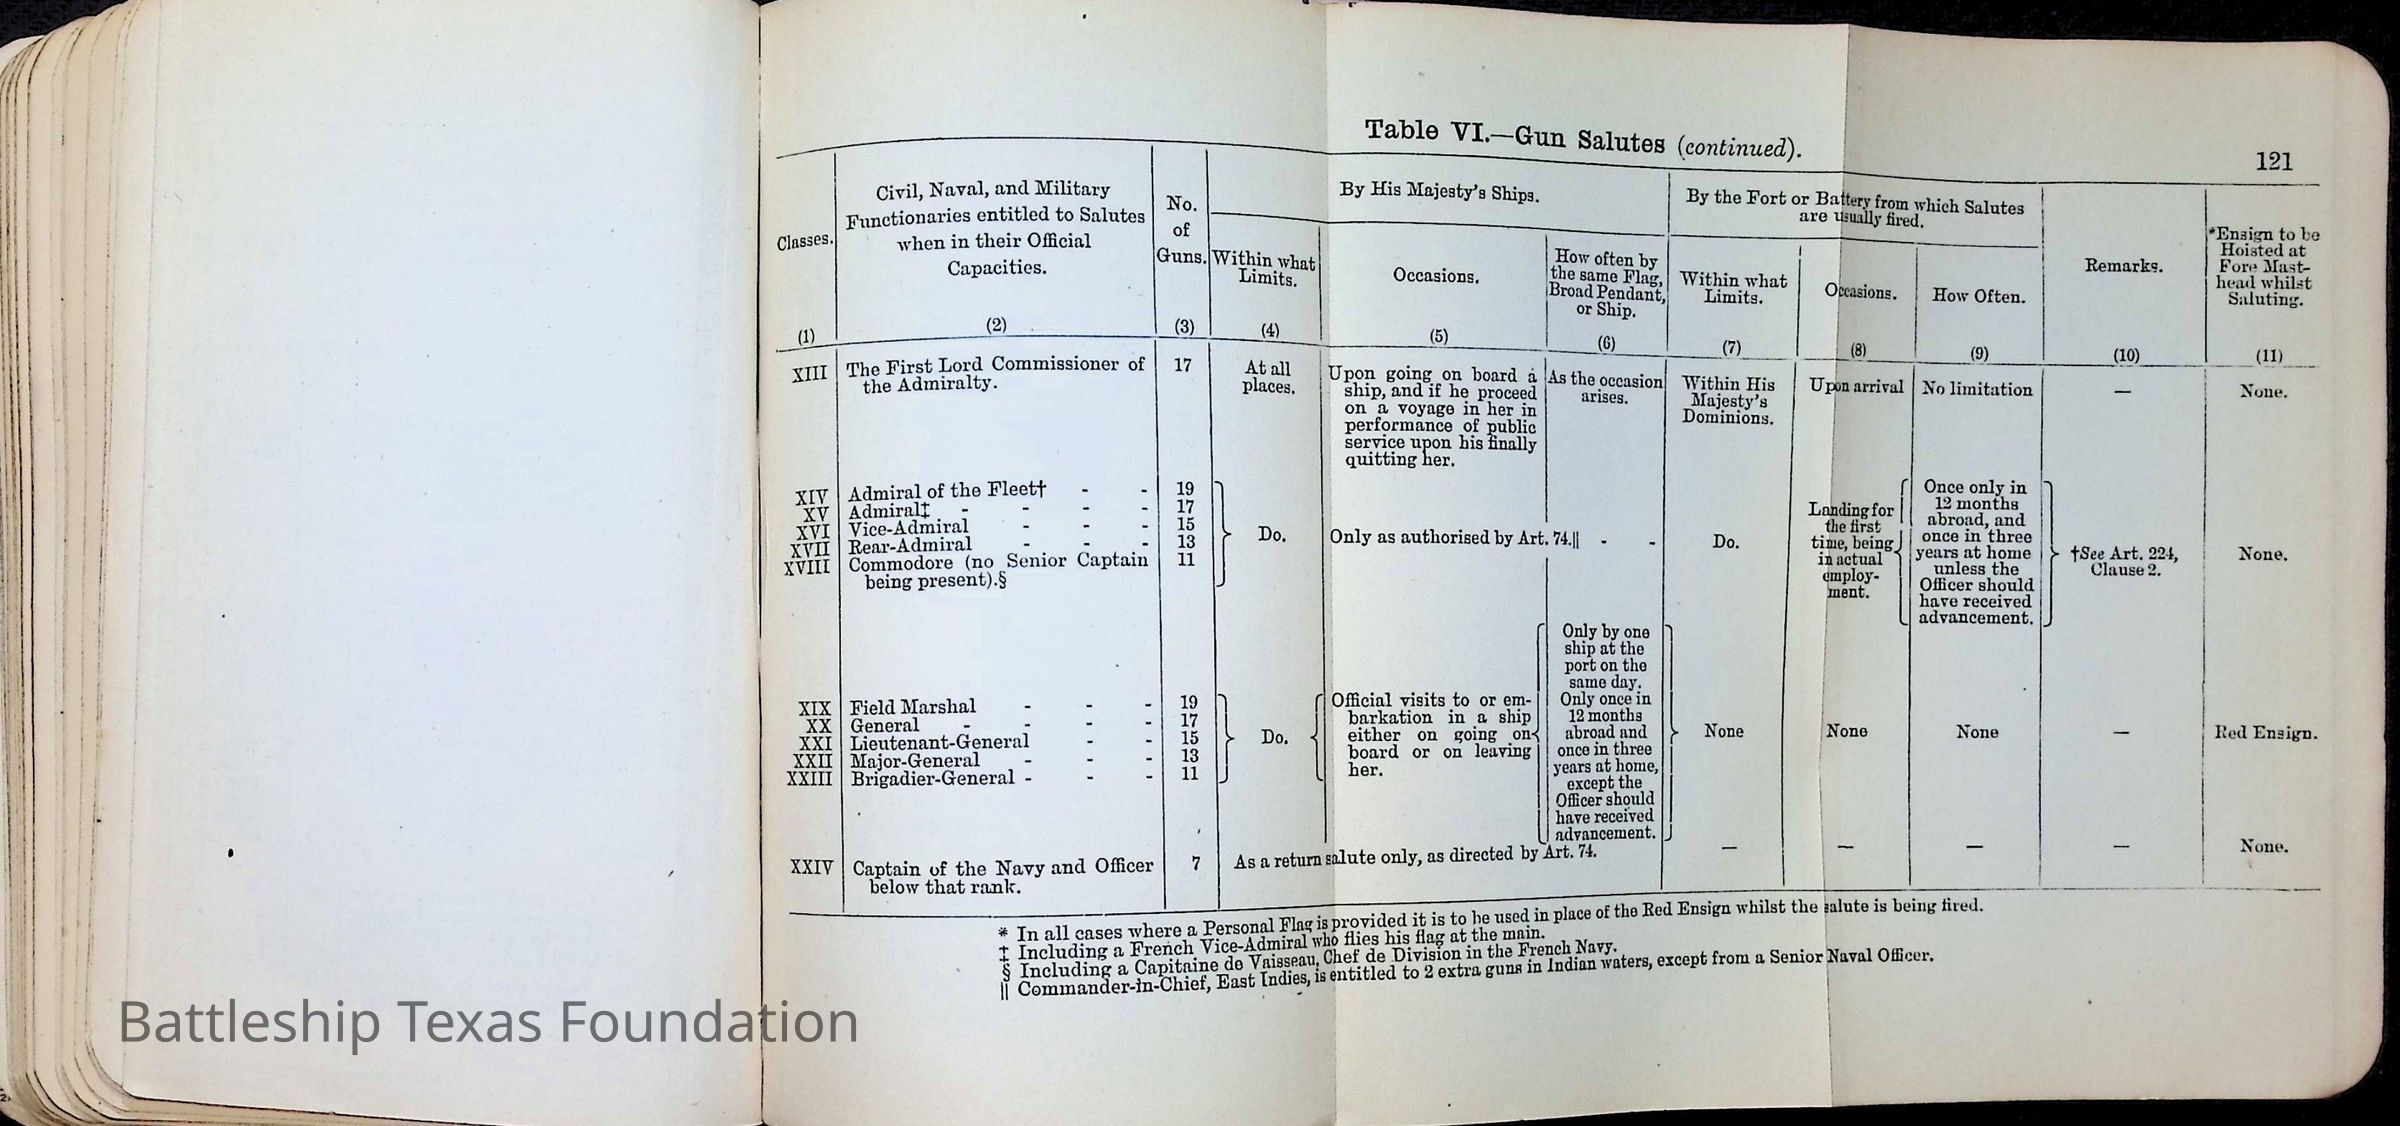 Table VI.—Gun Salutes (continued).
121
Classes.
(1)
Civil, Naval, and Military
Functionaries entitled to Salutes
when in their Official
Capacities.
(2)
No.
of
Guns.
(3)
By His Majesty's Ships.
Within what
Limits.
(4)
Occasions.
(5)
How often by
the same Flag,
Broad Pendant,
or Ship.
(6)
By the Fort or Battery from which Salutes
are usually fired.
Within what
Limits.
(7)
Occasions.
(8)
How Often.
(9)
Remarks.
(10)
*Ensign to be
Hoisted at
Fore Mast-
head whilst
Saluting.
(11)
XIII
The First Lord Commissioner of
the Admiralty.
17
At all
places.
Upon going on board a
ship, and if he proceed
on a voyage in her in
performance of public
service upon his finally
quitting her.
As the occasion
arises.
Within His
Majesty's
Dominions.
Upon arrival
No limitation
—
None.
XIV Admiral of the Fleet† - - 19
XV Admiral‡ - - - - 17
XVI Vice-Admiral - - - 15
XVII Rear-Admiral - - - 13
XVIII Commodore (no Senior Captain 11
being present).§
Do.
Only as authorised by Art. 74.|| - -
Do.
Landing for
the first
time, being
in actual
employ-
ment.
Once only in
12 months
abroad, and
once in three
years at home
unless the
Officer should
have received
advancement.
†See Art. 224,
Clause 2.
None.
XIX Field Marshal - - - 19
XX General - - - - 17
XXI Lieutenant-General - - 15
XXII Major-General - - - 13
XXIII Brigadier-General - - - 11
Do.
Official visits to or em-
barkation in a ship
either on going on
board or on leaving
her.
Only by one
ship at the
port on the
same day.
Only once in
12 months
abroad and
once in three
years at home,
except the
Officer should
have received
advancement.
None
None
None
—
Red Ensign.
XXIV
Captain of the Navy and Officer
below that rank.
7
As a return salute only, as directed by Art. 74.
—
—
—
—
None.
* In all cases where a Personal Flag is provided it is to be used in place of the Red Ensign whilst the salute is being fired.
‡ Including a French Vice-Admiral who flies his flag at the main.
§ Including a Capitaine de Vaisseau, Chef de Division in the French Navy.
|| Commander-in-Chief, East Indies, is entitled to 2 extra guns in Indian waters, except from a Senior Naval Officer.
Battleship Texas Foundation